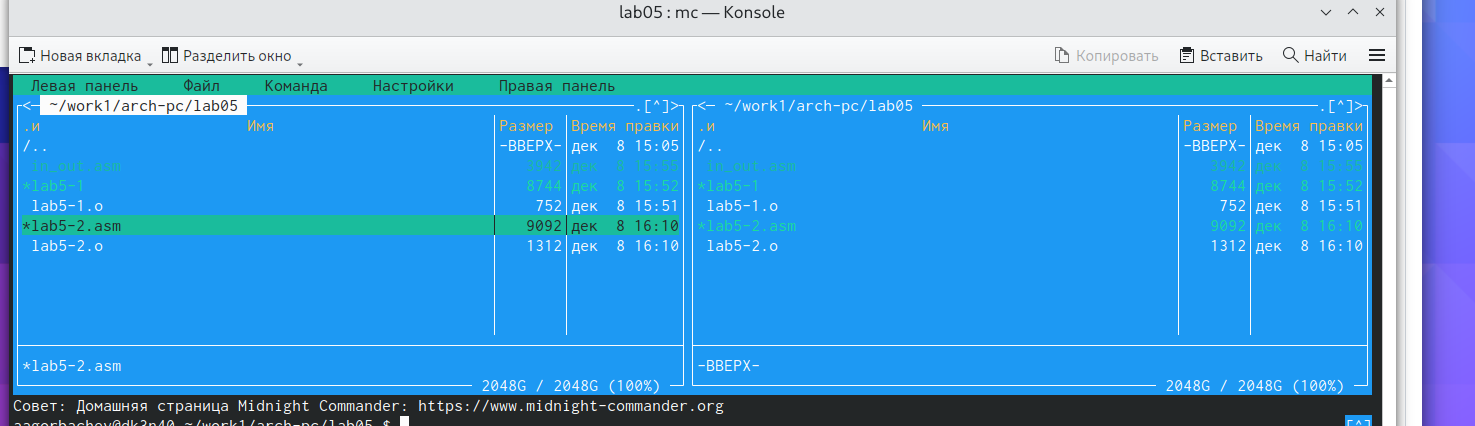 lab05 : mc — Konsole
Новая вкладка Разделить окно Копировать Вставить Найти
Левая панель Файл Команда Настройки Правая панель
<─ ~/work1/arch-pc/lab05 .[^]> <─ ~/work1/arch-pc/lab05 .[^]>
.и Имя Размер Время правки .и Имя Размер Время правки
/.. -ВВЕРХ- дек 8 15:05 /.. -ВВЕРХ- дек 8 15:05
in_out.asm 3942 дек 8 15:55 in_out.asm 3942 дек 8 15:55
*lab5-1 8744 дек 8 15:52 *lab5-1 8744 дек 8 15:52
lab5-1.o 752 дек 8 15:51 lab5-1.o 752 дек 8 15:51
*lab5-2.asm 9092 дек 8 16:10 *lab5-2.asm 9092 дек 8 16:10
lab5-2.o 1312 дек 8 16:10 lab5-2.o 1312 дек 8 16:10
*lab5-2.asm -ВВЕРХ-
2048G / 2048G (100%) 2048G / 2048G (100%)
Совет: Домашняя страница Midnight Commander: https://www.midnight-commander.org
aagorbachev@dk3n40 ~/work1/arch-pc/lab05 $ [^]